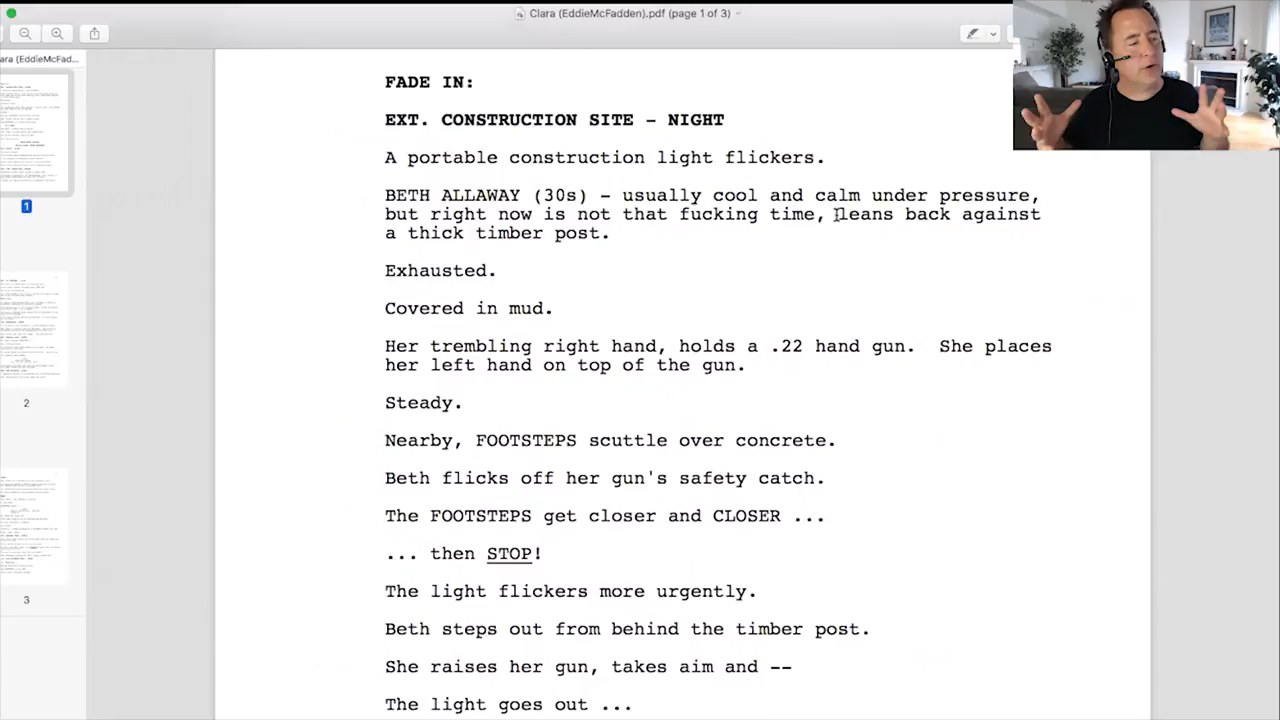 Clara (EddieMcFadden).pdf (page 1 of 3)
ara (EddieMcFad...
FADE IN:
EXT. CONSTRUCTION SITE - NIGHT
A portable construction light flickers.
BETH ALLAWAY (30s) - usually cool and calm under pressure,
but right now is not that fucking time, leans back against
a thick timber post.
Exhausted.
Covered in mud.
Her trembling right hand, holds a .22 hand gun.  She places
her left hand on top of the gun.
Steady.
Nearby, FOOTSTEPS scuttle over concrete.
Beth flicks off her gun's safety catch.
The FOOTSTEPS get closer and CLOSER ...
... then STOP!
The light flickers more urgently.
Beth steps out from behind the timber post.
She raises her gun, takes aim and --
The light goes out ...
1
2
3